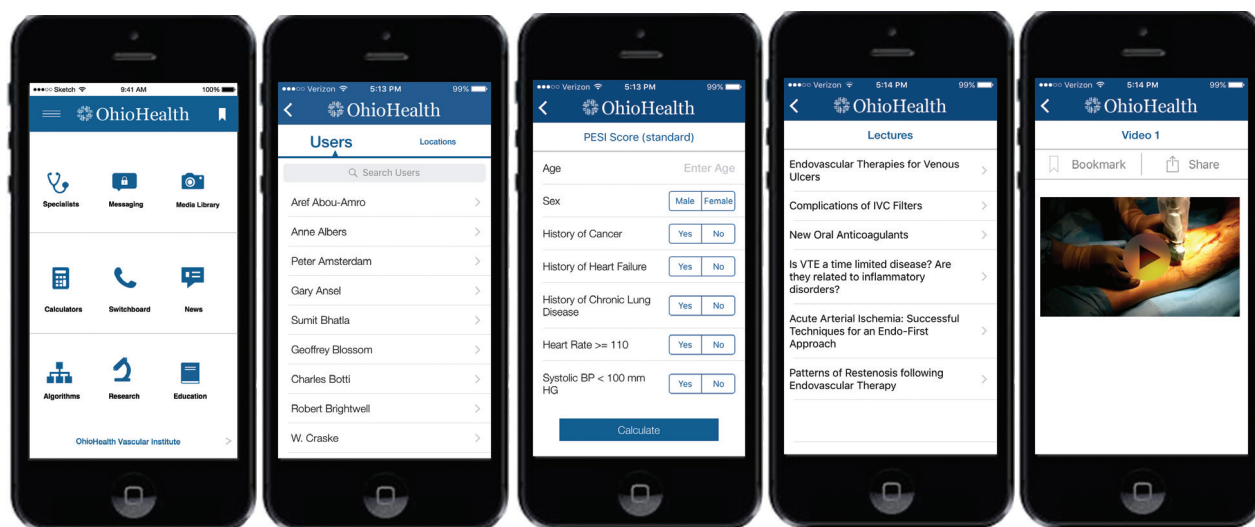 ●●●○○ Sketch 9:41 AM 100%
OhioHealth
Specialists Messaging Media Library
Calculators Switchboard News
Algorithms Research Education
OhioHealth Vascular Institute >
●●●○○ Verizon 5:13 PM 99%
< OhioHealth
Users Locations
Search Users
Aref Abou-Amro >
Anne Albers >
Peter Amsterdam >
Gary Ansel >
Sumit Bhatla >
Geoffrey Blossom >
Charles Botti >
Robert Brightwell >
W. Craske >
●●●○○ Verizon 5:13 PM 99%
< OhioHealth
PESI Score (standard)
Age Enter Age
Sex Male Female
History of Cancer Yes No
History of Heart Failure Yes No
History of Chronic Lung
Disease Yes No
Heart Rate >= 110 Yes No
Systolic BP < 100 mm
HG Yes No
Calculate
●●●○○ Verizon 5:14 PM 99%
< OhioHealth
Lectures
Endovascular Therapies for Venous
Ulcers >
Complications of IVC Filters >
New Oral Anticoagulants >
Is VTE a time limited disease? Are
they related to inflammatory
disorders? >
Acute Arterial Ischemia: Successful
Techniques for an Endo-First
Approach >
Patterns of Restenosis following
Endovascular Therapy >
●●●○○ Verizon 5:14 PM 99%
< OhioHealth
Video 1
Bookmark Share